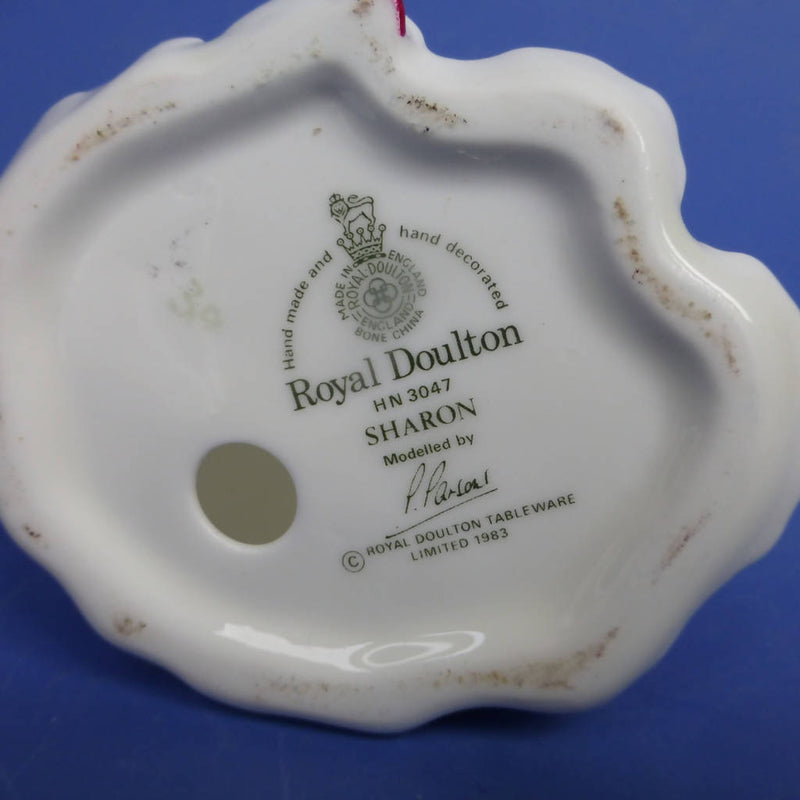 Hand made and hand decorated
MADE IN ENGLAND
ROYAL·DOULTON
ENGLAND
BONE CHINA
Royal Doulton
HN 3047
SHARON
Modelled by
P. Parsons
© ROYAL DOULTON TABLEWARE
LIMITED 1983